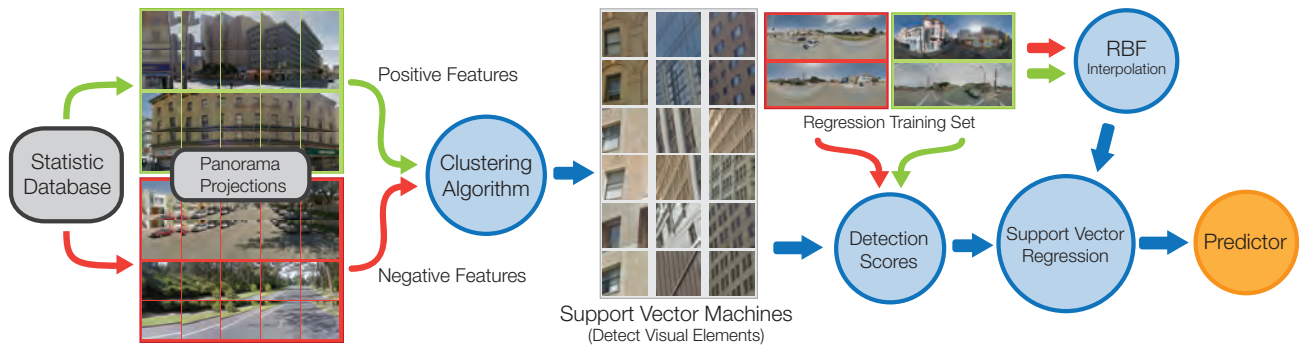 Statistic
Database
Panorama
Projections
Positive Features
Negative Features
Clustering
Algorithm
Support Vector Machines
(Detect Visual Elements)
Regression Training Set
RBF
Interpolation
Detection
Scores
Support Vector
Regression
Predictor